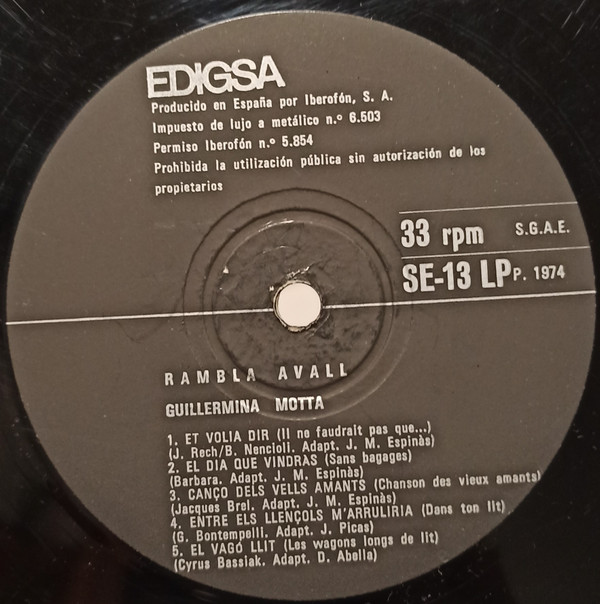 EDIGSA
Producido en España por Iberofón, S. A.
Impuesto de lujo a metálico n.º 6.503
Permiso Iberofón n.º 5.854
Prohibida la utilización pública sin autorización de los
propietarios
33 rpm S.G.A.E.
SE-13 LP P. 1974
RAMBLA AVALL
GUILLERMINA MOTTA
1. ET VOLIA DIR (Il ne faudrait pas que...)
(J. Rech/B. Nencioli. Adapt. J. M. Espinàs)
2. EL DIA QUE VINDRAS (Sans bagages)
(Barbara. Adapt. J. M. Espinàs)
3. CANÇO DELS VELLS AMANTS (Chanson des vieux amants)
(Jacques Brel. Adapt. J. M. Espinàs)
4. ENTRE ELS LLENÇOLS M'ARRULIRIA (Dans ton lit)
(G. Bontempelli. Adapt. J. Picas)
5. EL VAGÓ LLIT (Les wagons longs de lit)
(Cyrus Bassiak. Adapt. D. Abella)